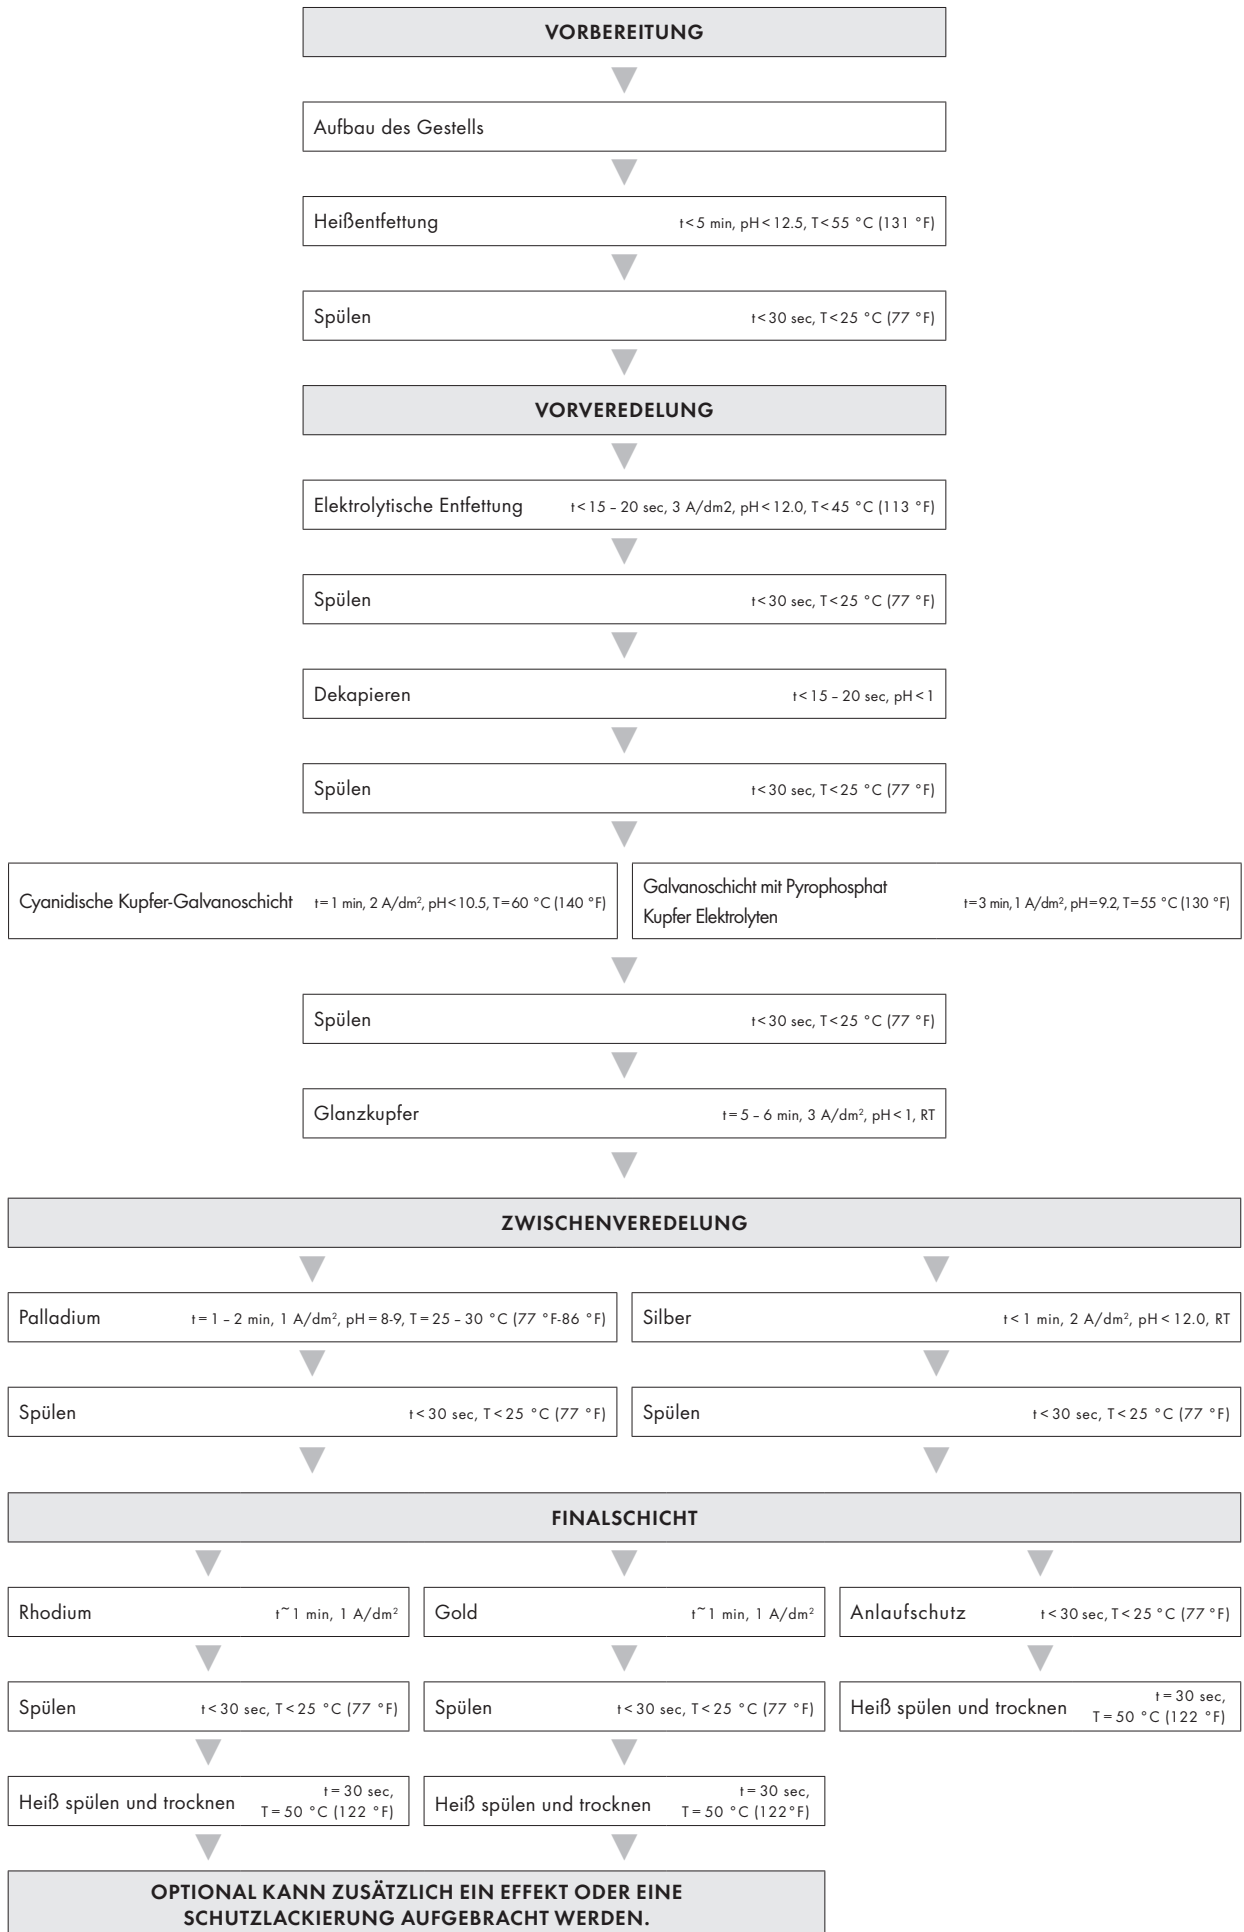 VORBEREITUNG
Aufbau des Gestells
Heißentfettung t<5 min, pH<12.5, T<55 °C (131 °F)
Spülen t<30 sec, T<25 °C (77 °F)
VORVEREDELUNG
Elektrolytische Entfettung t<15 – 20 sec, 3 A/dm2, pH<12.0, T<45 °C (113 °F)
Spülen t<30 sec, T<25 °C (77 °F)
Dekapieren t<15 – 20 sec, pH<1
Spülen t<30 sec, T<25 °C (77 °F)
Cyanidische Kupfer-Galvanoschicht t=1 min, 2 A/dm², pH<10.5, T=60 °C (140 °F)
Galvanoschicht mit Pyrophosphat
Kupfer Elektrolyten t=3 min, 1 A/dm², pH=9.2, T=55 °C (130 °F)
Spülen t<30 sec, T<25 °C (77 °F)
Glanzkupfer t=5 – 6 min, 3 A/dm², pH<1, RT
ZWISCHENVEREDELUNG
Palladium t=1 – 2 min, 1 A/dm², pH=8-9, T=25 – 30 °C (77 °F-86 °F)
Silber t<1 min, 2 A/dm², pH<12.0, RT
Spülen t<30 sec, T<25 °C (77 °F)
Spülen t<30 sec, T<25 °C (77 °F)
FINALSCHICHT
Rhodium t~1 min, 1 A/dm²
Gold t~1 min, 1 A/dm²
Anlaufschutz t<30 sec, T<25 °C (77 °F)
Spülen t<30 sec, T<25 °C (77 °F)
Spülen t<30 sec, T<25 °C (77 °F)
Heiß spülen und trocknen t=30 sec,
T=50 °C (122 °F)
Heiß spülen und trocknen t=30 sec,
T=50 °C (122 °F)
Heiß spülen und trocknen t=30 sec,
T=50 °C (122°F)
OPTIONAL KANN ZUSÄTZLICH EIN EFFEKT ODER EINE
SCHUTZLACKIERUNG AUFGEBRACHT WERDEN.